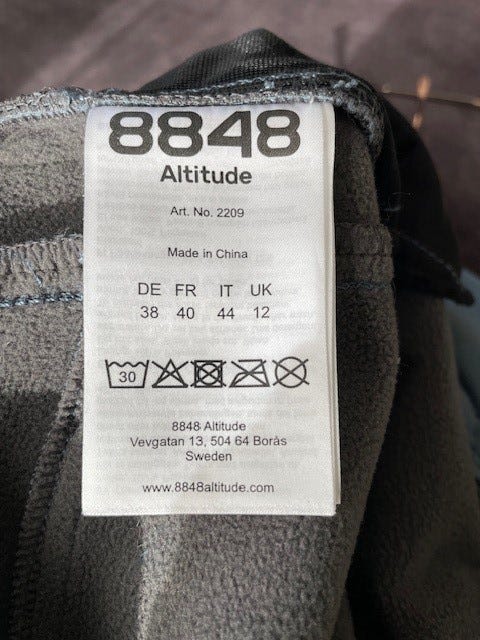 8848
Altitude
Art. No. 2209
Made in China
DE FR IT UK
38 40 44 12
30
8848 Altitude
Vevgatan 13, 504 64 Borås
Sweden
www.8848altitude.com